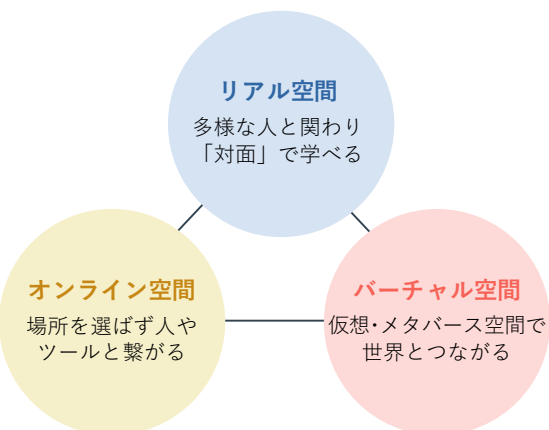 リアル空間
多様な人と関わり
「対面」で学べる
オンライン空間
場所を選ばず人や
ツールと繋がる
バーチャル空間
仮想・メタバース空間で
世界とつながる